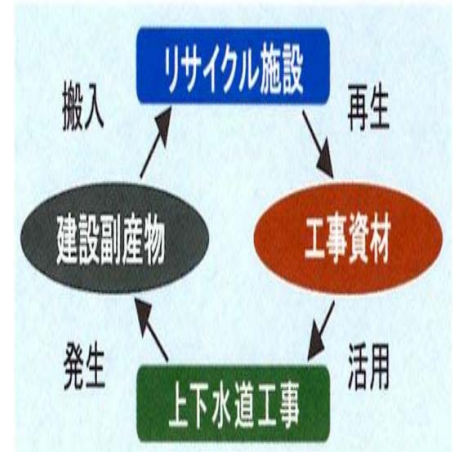 リサイクル施設
搬入
再生
建設副産物
工事資材
発生
活用
上下水道工事